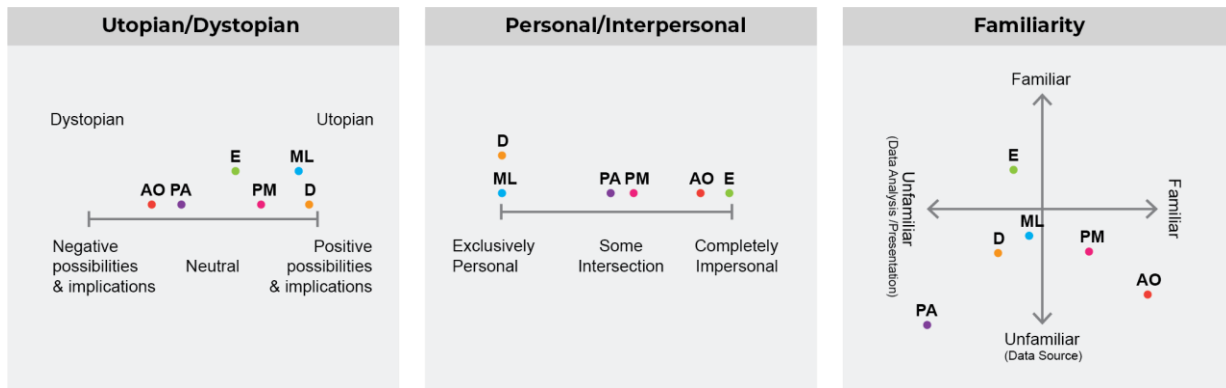 Utopian/Dystopian
Dystopian
Utopian
E
ML
AO
PA
PM
D
Negative
possibilities
& implications
Neutral
Positive
possibilities
& implications
Personal/Interpersonal
D
ML
PA
PM
AO
E
Exclusively
Personal
Some
Intersection
Completely
Impersonal
Familiarity
Familiar
E
Unfamiliar
(Data Analysis /Presentation)
Familiar
ML
D
PM
AO
PA
Unfamiliar
(Data Source)